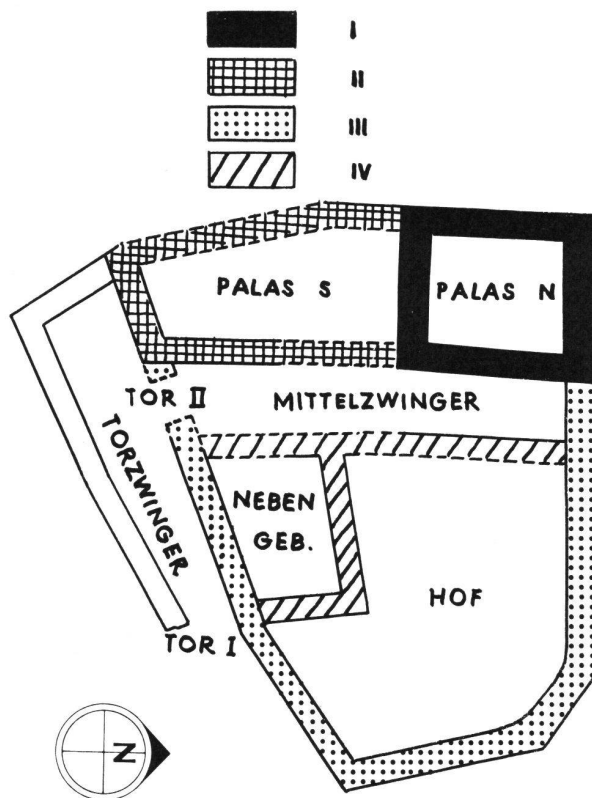 I
II
III
IV
PALAS S
PALAS N
TOR II
MITTELZWINGER
TORZWINGER
NEBEN
GEB.
HOF
TOR I
N